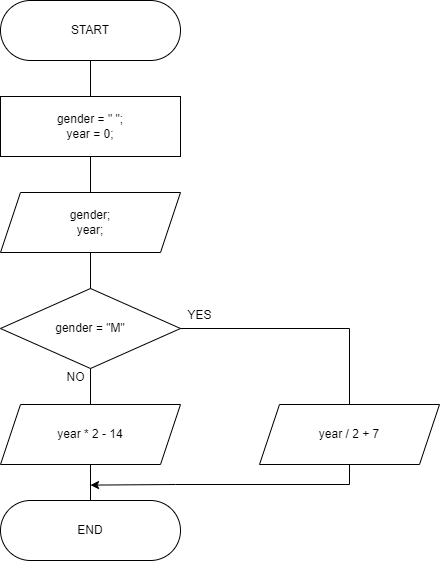 START
gender = " ";
year = 0;
gender;
year;
gender = "M"
YES
NO
year * 2 - 14
year / 2 + 7
END